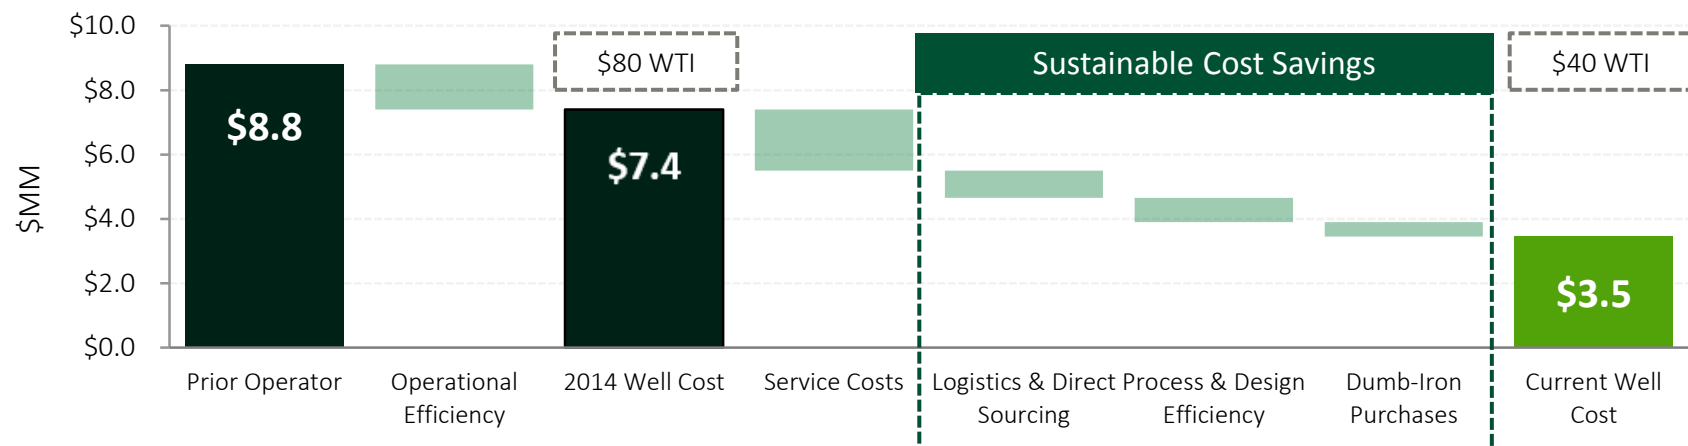 $10.0
$8.0
$6.0
$4.0
$2.0
$0.0
$MM
$80 WTI
Sustainable Cost Savings
$40 WTI
$8.8
$7.4
$3.5
Prior Operator
Operational
Efficiency
2014 Well Cost
Service Costs
Logistics & Direct
Sourcing
Process & Design
Efficiency
Dumb-Iron
Purchases
Current Well
Cost